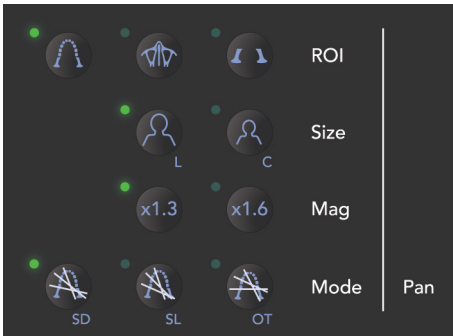 ROI
Size
L
C
x1.3
x1.6
Mag
Mode
Pan
SD
SL
OT